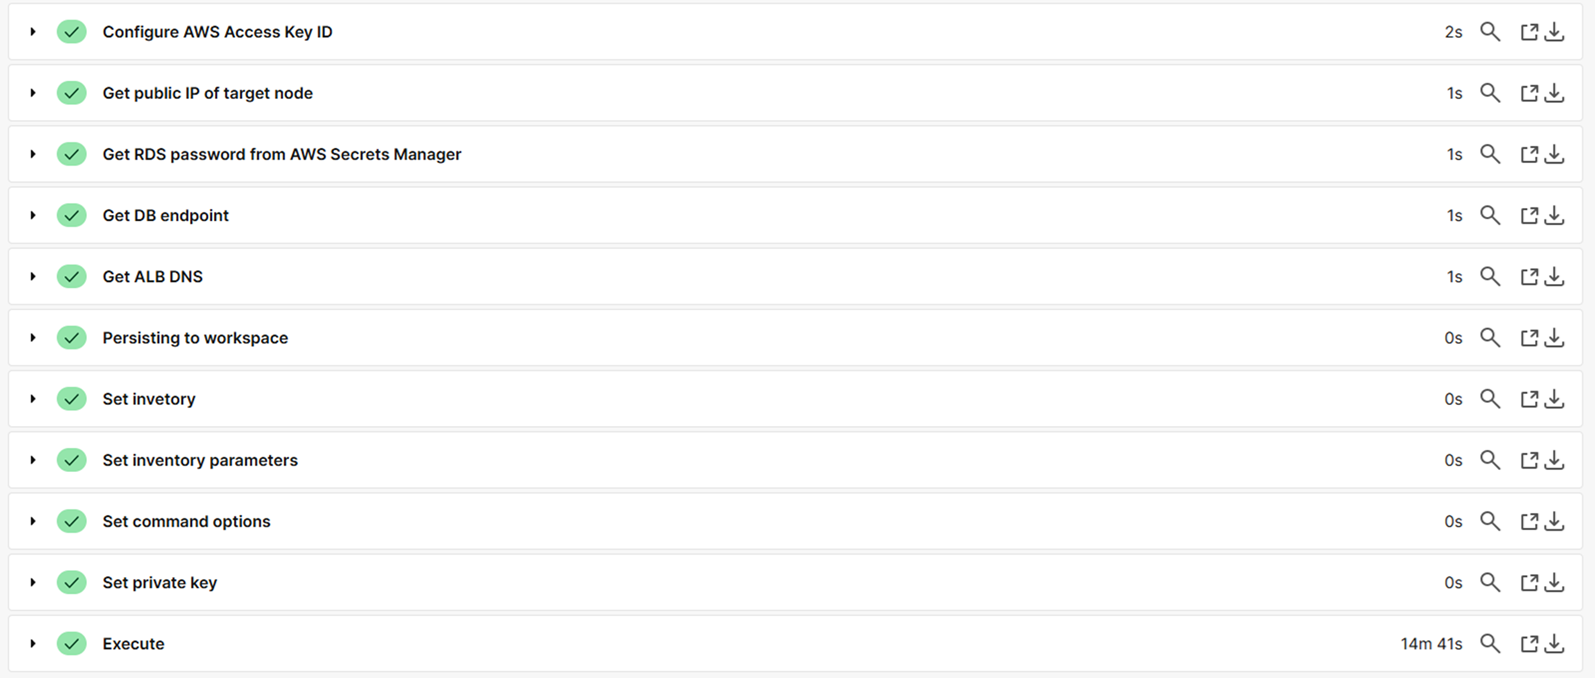 Configure AWS Access Key ID 2s
Get public IP of target node 1s
Get RDS password from AWS Secrets Manager 1s
Get DB endpoint 1s
Get ALB DNS 1s
Persisting to workspace 0s
Set invetory 0s
Set inventory parameters 0s
Set command options 0s
Set private key 0s
Execute 14m 41s